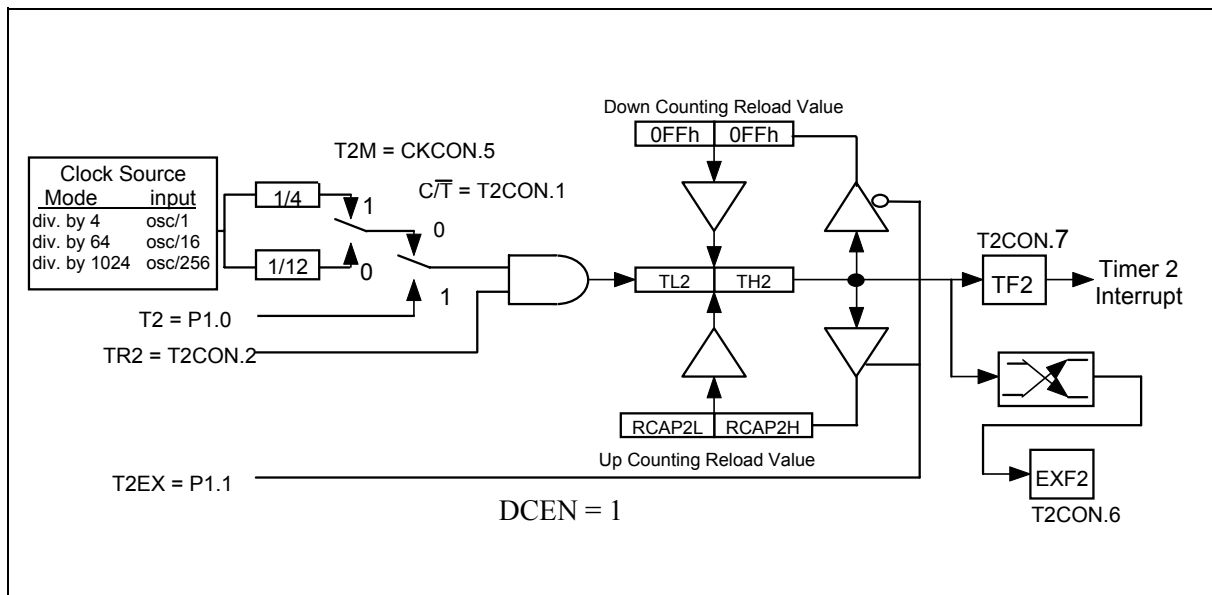 Down Counting Reload Value
0FFh 0FFh
Clock Source
Mode input
div. by 4 osc/1
div. by 64 osc/16
div. by 1024 osc/256
T2M = CKCON.5
C/T̅ = T2CON.1
1/4
1
0
1/12
0
1
T2 = P1.0
TR2 = T2CON.2
TL2 TH2
T2CON.7
TF2
Timer 2
Interrupt
RCAP2L RCAP2H
Up Counting Reload Value
T2EX = P1.1
DCEN = 1
EXF2
T2CON.6